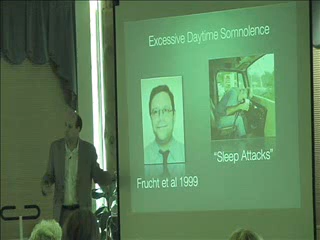 Excessive Daytime Somnolence
Frucht et al 1999
"Sleep Attacks"